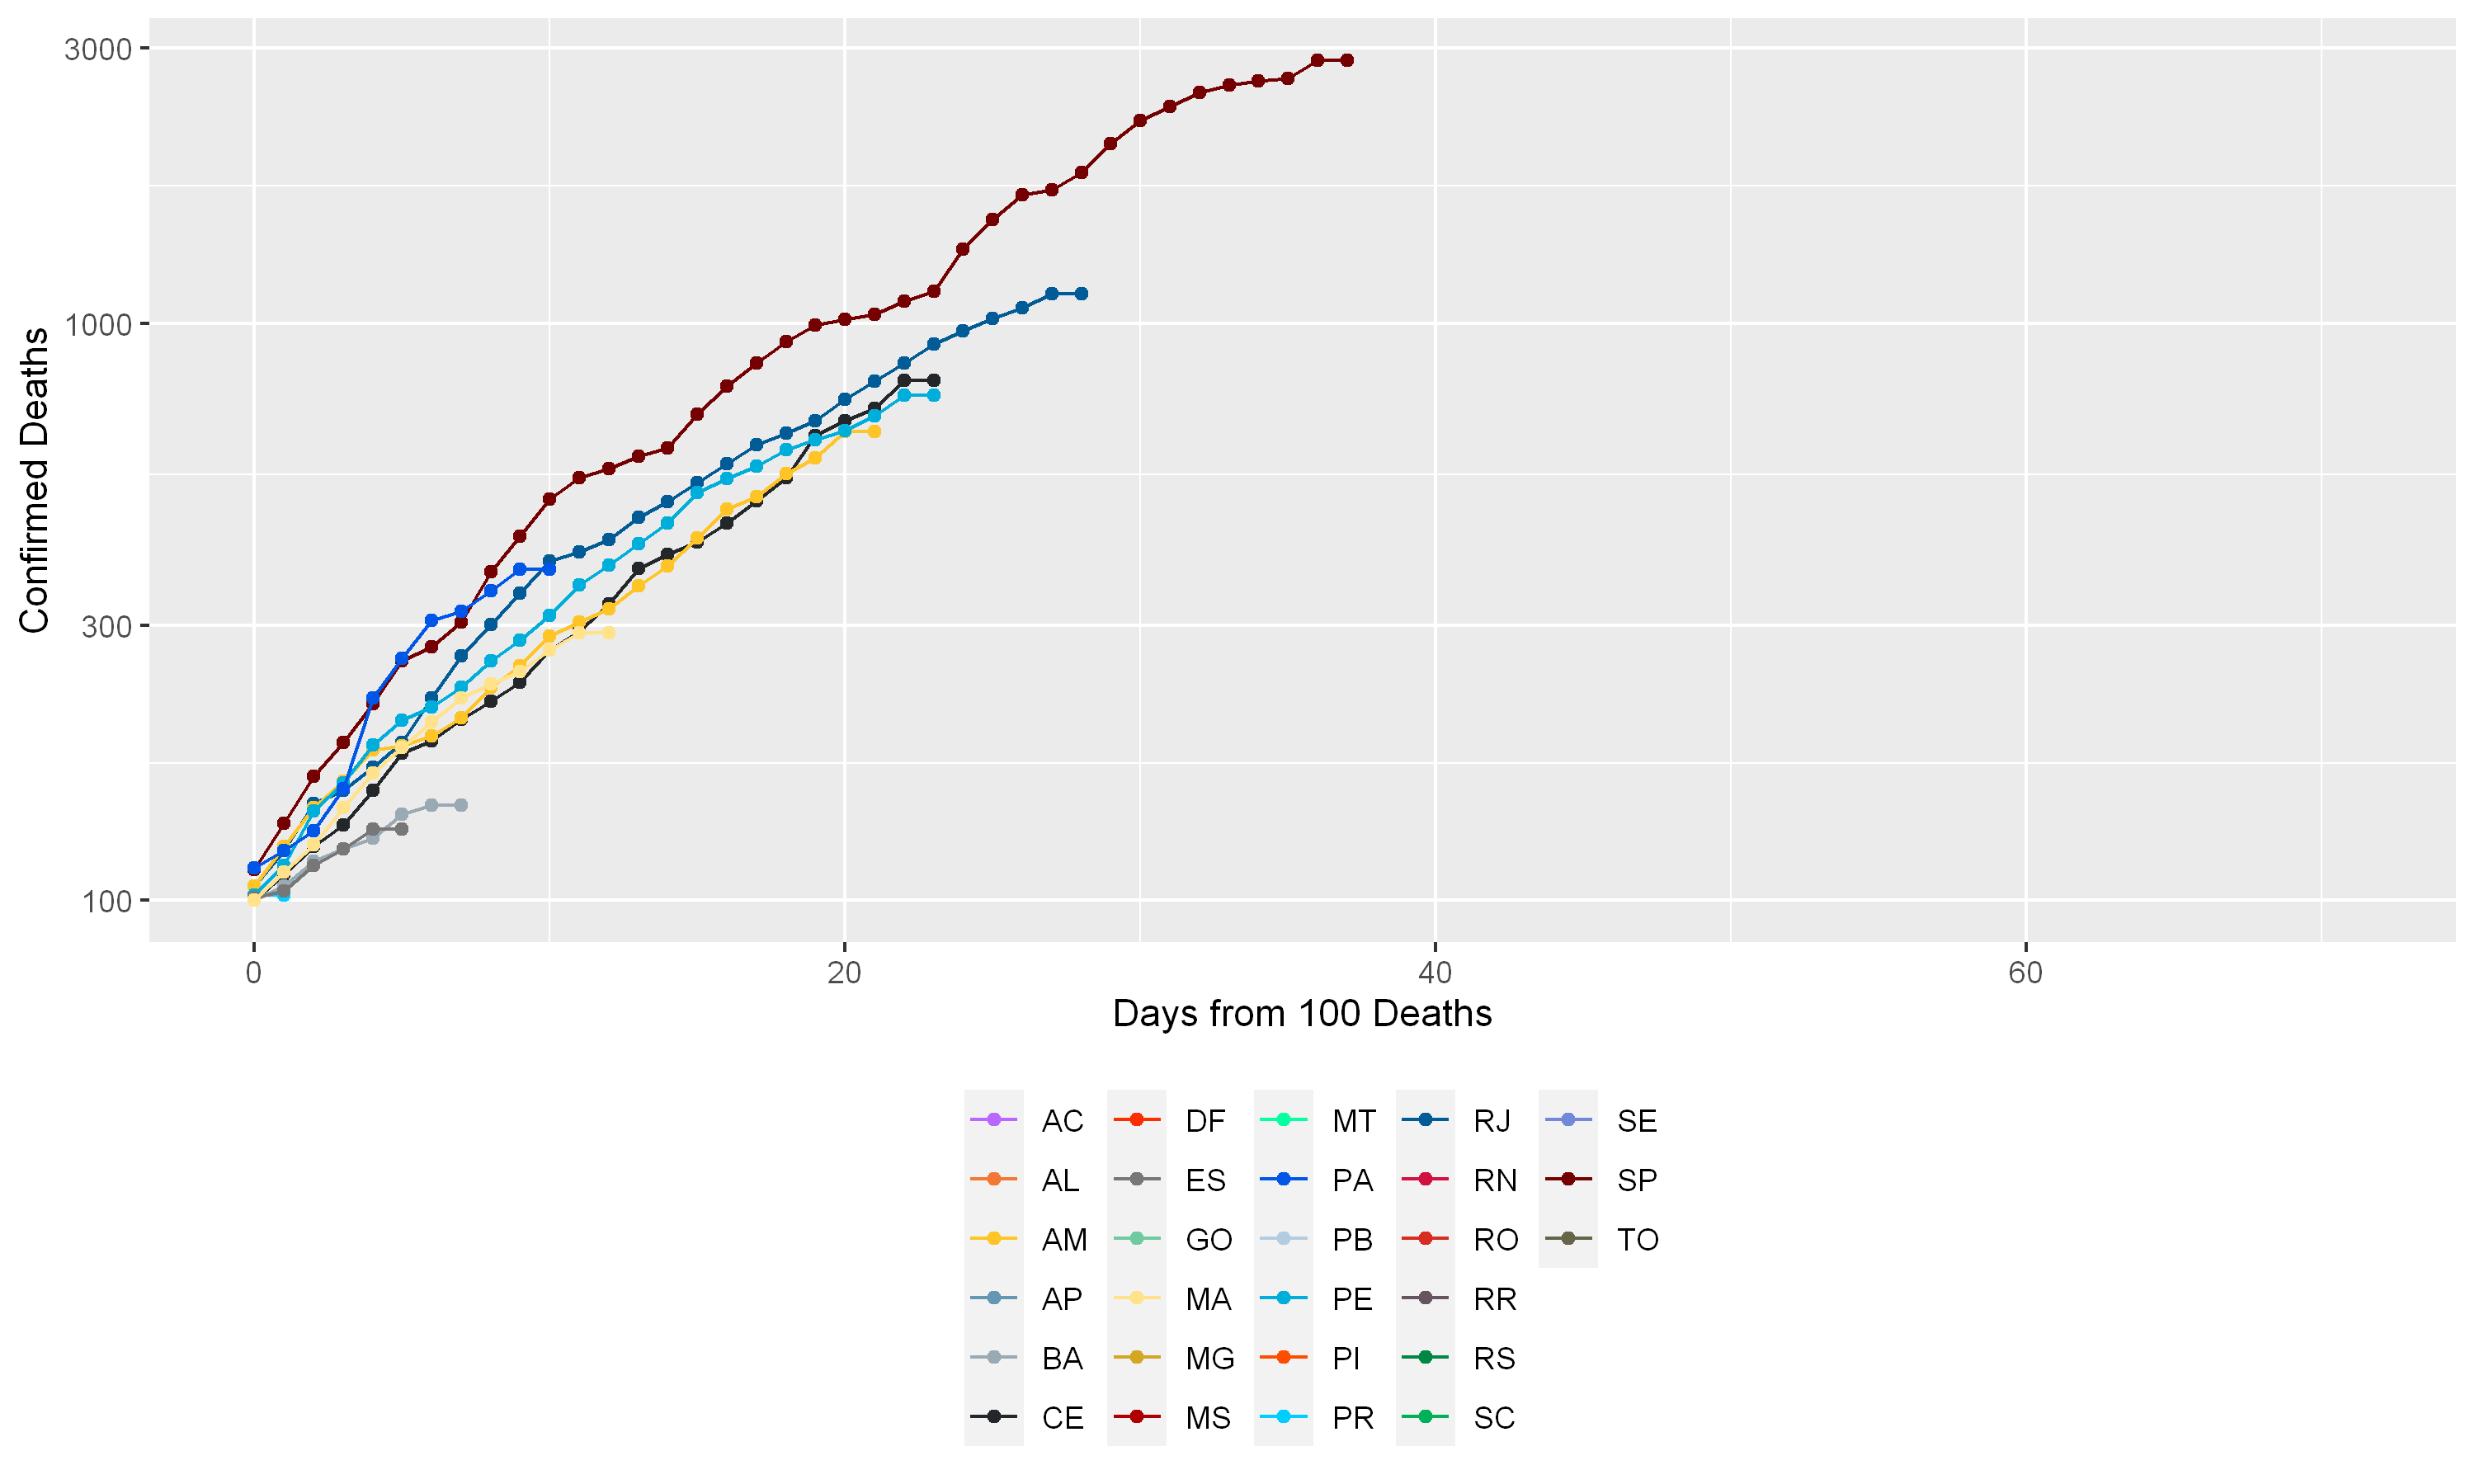 3000
1000
300
100
Confirmed Deaths
0 20 40 60
Days from 100 Deaths
AC DF MT RJ SE
AL ES PA RN SP
AM GO PB RO TO
AP MA PE RR
BA MG PI RS
CE MS PR SC